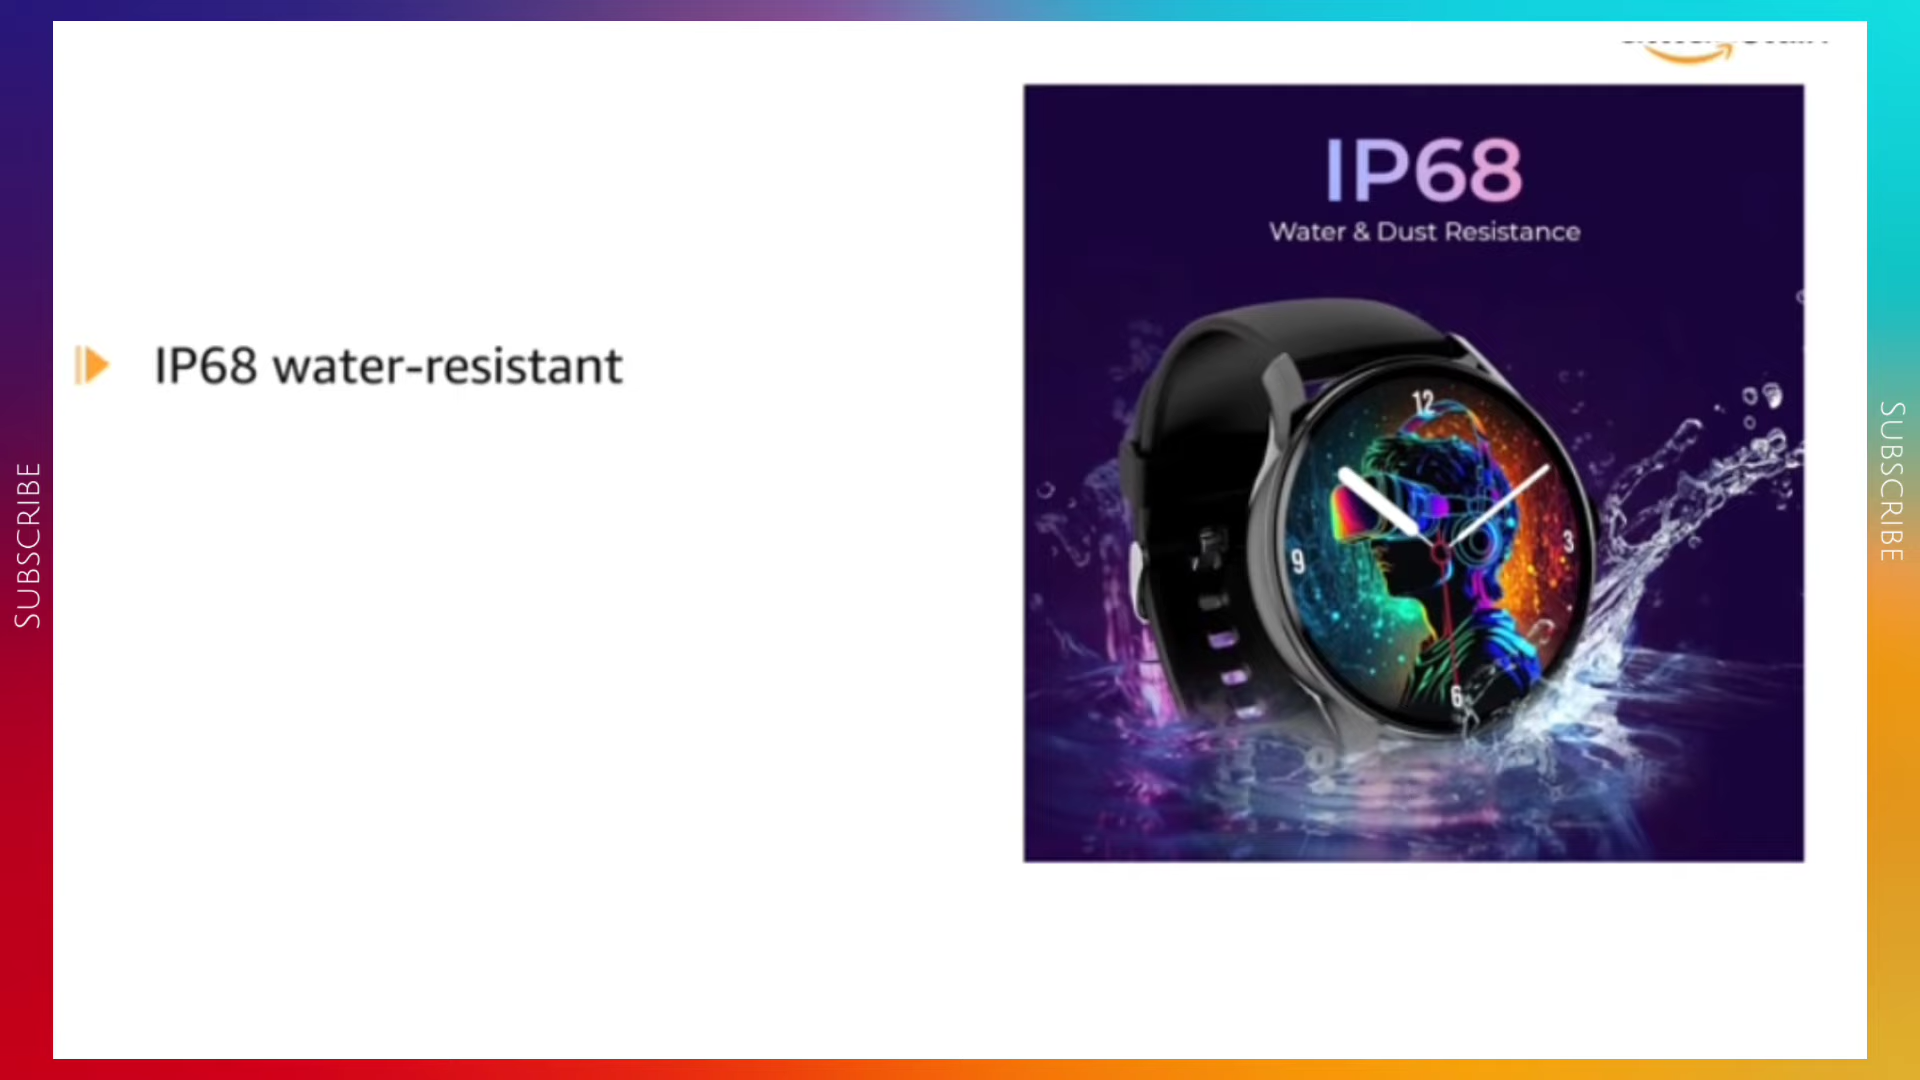 IP68
Water & Dust Resistance
IP68 water-resistant
12
9
3
6
SUBSCRIBE
SUBSCRIBE